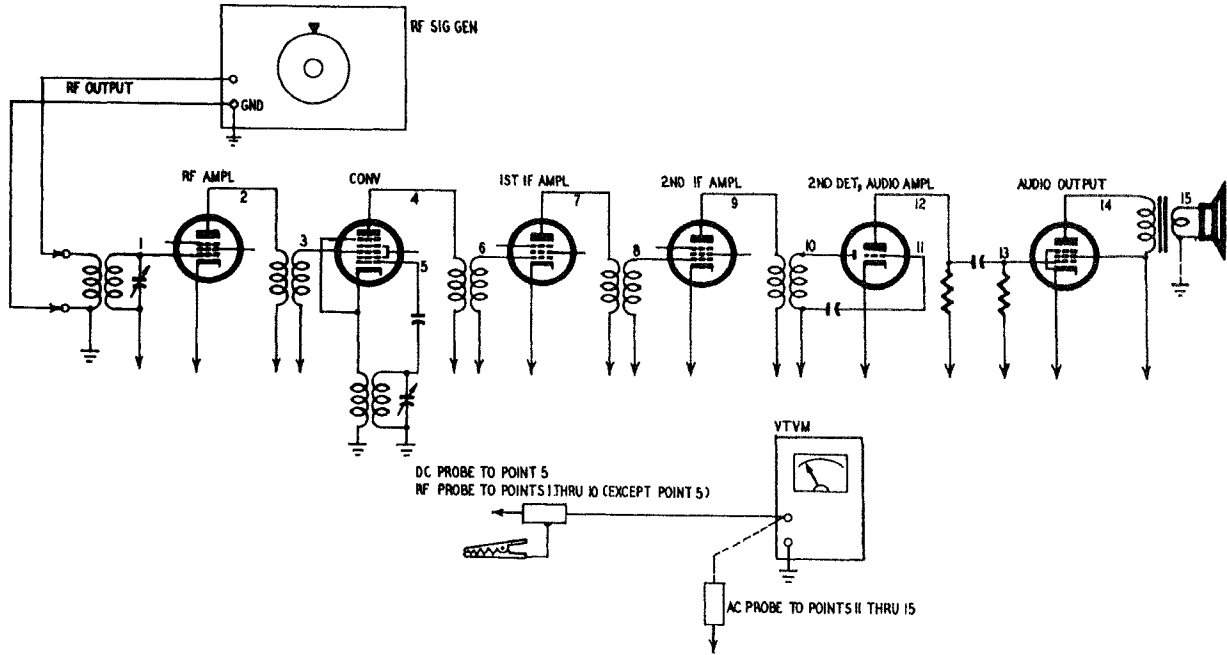 RF SIG GEN
RF OUTPUT
GND
RF AMPL
CONV
1ST IF AMPL
2ND IF AMPL
2ND DET, AUDIO AMPL
AUDIO OUTPUT
1
2
3
4
5
6
7
8
9
10
11
12
13
14
15
VTVM
DC PROBE TO POINT 5
RF PROBE TO POINTS 1 THRU 10 (EXCEPT POINT 5)
AC PROBE TO POINTS 11 THRU 15